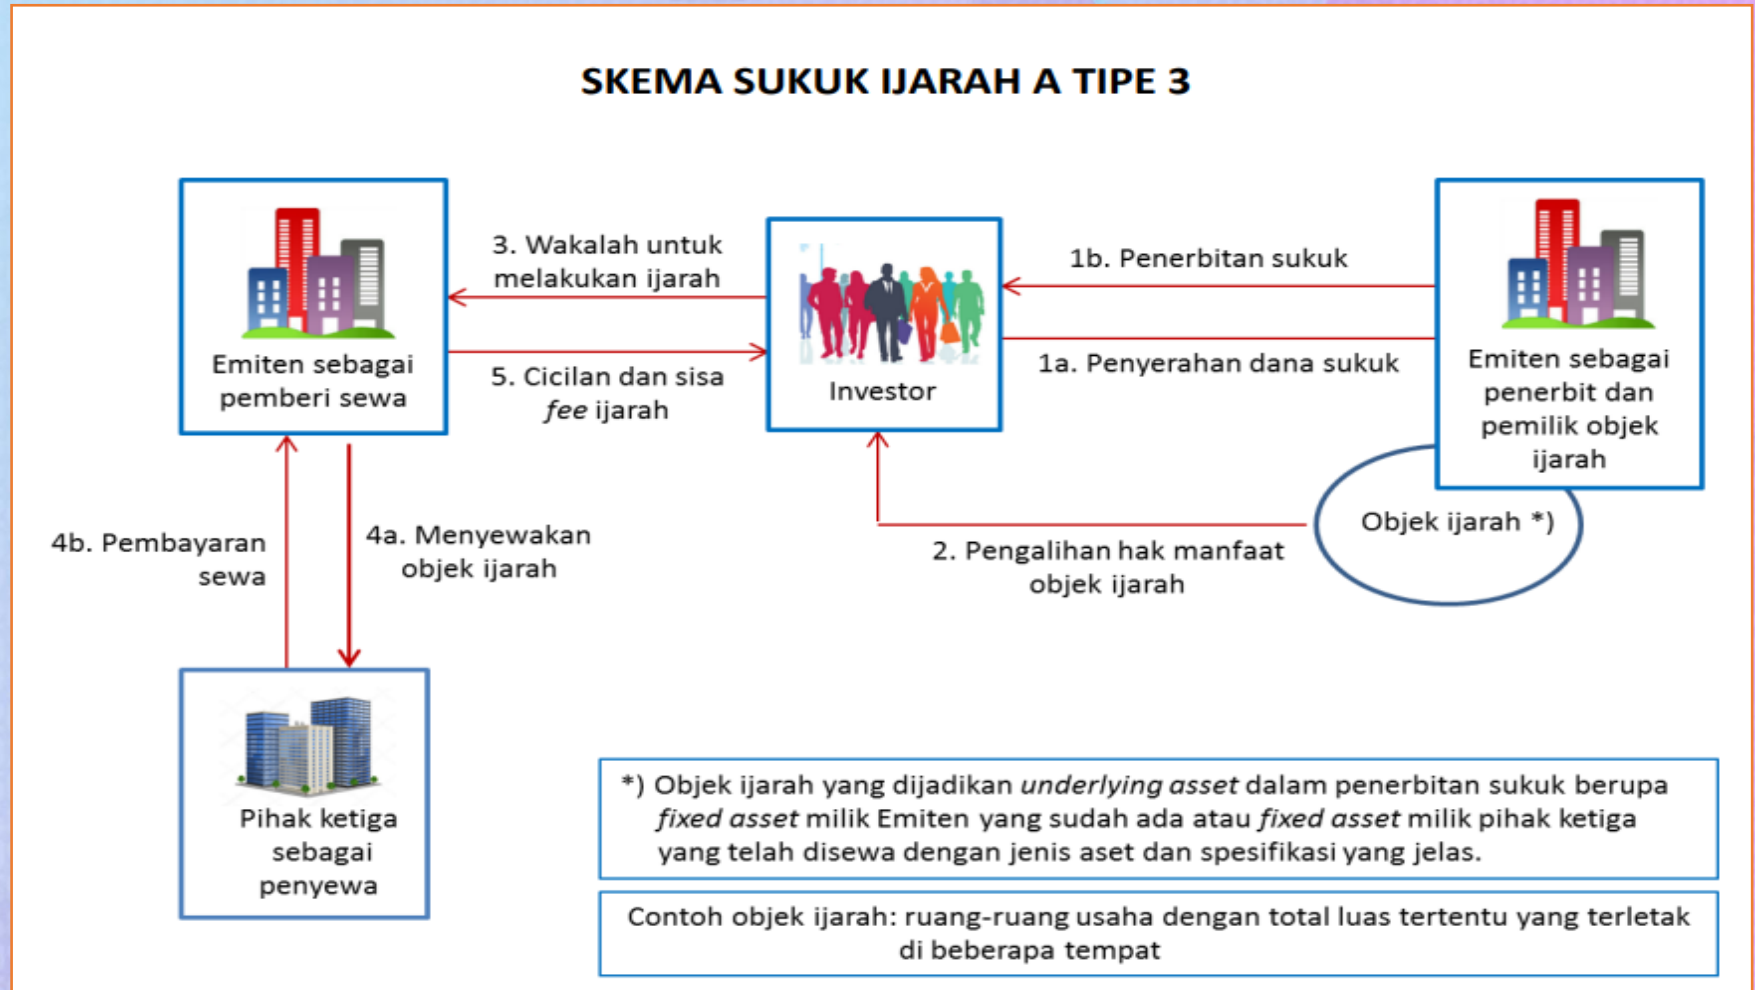 SKEMA SUKUK IJARAH A TIPE 3
Emiten sebagai
pemberi sewa
3. Wakalah untuk
melakukan ijarah
5. Cicilan dan sisa
fee ijarah
Investor
1b. Penerbitan sukuk
1a. Penyerahan dana sukuk
Emiten sebagai
penerbit dan
pemilik objek
ijarah
Objek ijarah *)
2. Pengalihan hak manfaat
objek ijarah
4b. Pembayaran
sewa
4a. Menyewakan
objek ijarah
Pihak ketiga
sebagai
penyewa
*) Objek ijarah yang dijadikan underlying asset dalam penerbitan sukuk berupa
fixed asset milik Emiten yang sudah ada atau fixed asset milik pihak ketiga
yang telah disewa dengan jenis aset dan spesifikasi yang jelas.
Contoh objek ijarah: ruang-ruang usaha dengan total luas tertentu yang terletak
di beberapa tempat